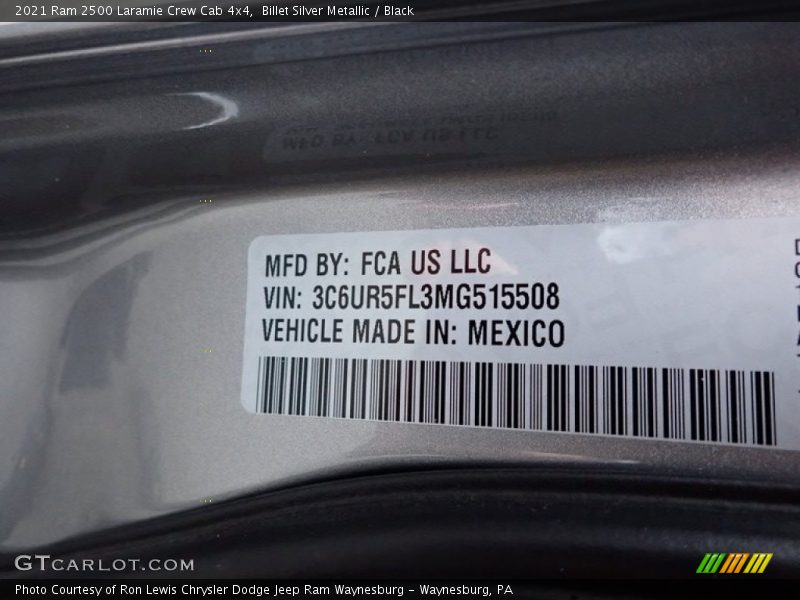 2021 Ram 2500 Laramie Crew Cab 4x4, Billet Silver Metallic / Black
MFD BY: FCA US LLC
VIN: 3C6UR5FL3MG515508
VEHICLE MADE IN: MEXICO
GTCARLOT.COM
Photo Courtesy of Ron Lewis Chrysler Dodge Jeep Ram Waynesburg - Waynesburg, PA